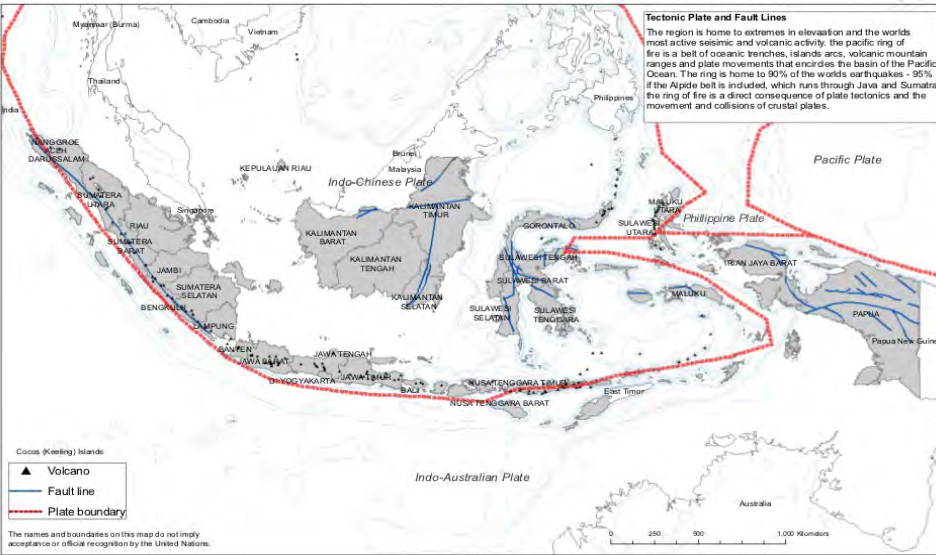 Myanmar (Burma)
Cambodia
Vietnam
Thailand
India
Philippines
Tectonic Plate and Fault Lines
The region is home to extremes in elevaation and the worlds
most active seisimic and volcanic activity. the pacific ring of
fire is a belt of oceanic trenches, islands arcs, volcanic mountain
ranges and plate movements that encircles the basin of the Pacific
Ocean. The ring is home to 90% of the worlds earthquakes - 95%
if the Alpide belt is included, which runs through Java and Sumatra
the ring of fire is a direct consequence of plate tectonics and the
movement and collisions of crustal plates.
NANGGROE
ACEH
DARUSSALAM
KEPULAUAN RIAU
Brunei
Malaysia
Indo-Chinese Plate
Pacific Plate
SUMATERA
UTARA
Singapore
RIAU
SUMATERA
BARAT
JAMBI
SUMATERA
SELATAN
BENGKULU
LAMPUNG
KALIMANTAN
TIMUR
KALIMANTAN
BARAT
KALIMANTAN
TENGAH
KALIMANTAN
SELATAN
GORONTALO
SULAWESI
UTARA
MALUKU
UTARA
Phillippine Plate
SULAWESI TENGAH
SULAWESI BARAT
SULAWESI
SELATAN
SULAWESI
TENGGARA
MALUKU
IRIAN JAYA BARAT
PAPUA
Papua New Guine
BANTEN
JAWA BARAT
JAWA TENGAH
DI YOGYAKARTA
JAWA TIMUR
BALI
NUSA TENGGARA TIMUR
NUSA TENGGARA BARAT
East Timor
Cocos (Keeling) Islands
Volcano
Fault line
Plate boundary
Indo-Australian Plate
Australia
0 250 500 1,000 Kilometers
The names and boundaries on this map do not imply
acceptance or official recognition by the United Nations.